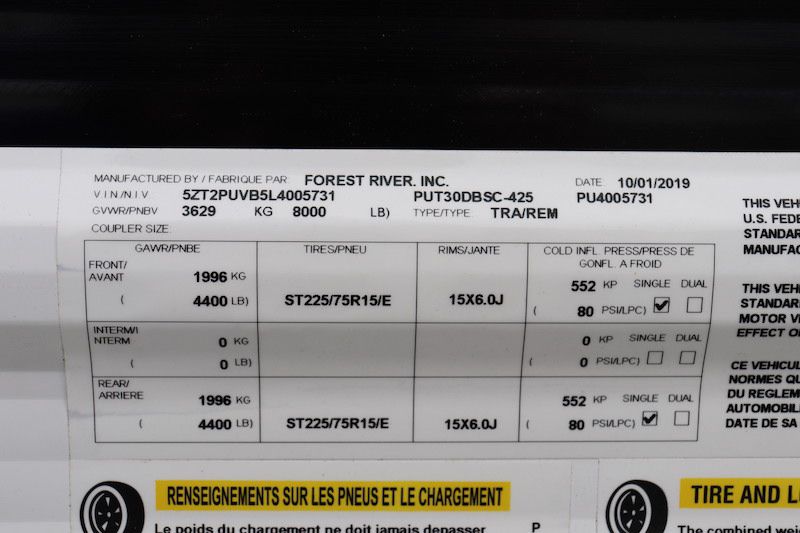 MANUFACTURED BY / FABRIQUE PAR: FOREST RIVER. INC. DATE 10/01/2019
VIN/NIV 5ZT2PUVB5L4005731 PUT30DBSC-425 PU4005731
GVWR/PNBV 3629 KG 8000 LB) TYPE/TYPE: TRA/REM
COUPLER SIZE:
GAWR/PNBE TIRES/PNEU RIMS/JANTE COLD INFL PRESS/PRESS DE
GONFL A FROID
FRONT/
AVANT 1996 KG 552 KP SINGLE DUAL
( 4400 LB) ST225/75R15/E 15X6.0J ( 80 PSI/LPC)
INTERM/I
NTERM 0 KG 0 KP SINGLE DUAL
( 0 LB) ( 0 PSI/LPC)
REAR/
ARRIERE 1996 KG 552 KP SINGLE DUAL
( 4400 LB) ST225/75R15/E 15X6.0J ( 80 PSI/LPC)
THIS VEH
U.S. FEDE
STANDAR
MANUFAC
THIS VEH
STANDAR
MOTOR VE
EFFECT O
CE VEHICUL
NORMES QU
DU REGLEM
AUTOMOBIL
DATE DE SA
RENSEIGNEMENTS SUR LES PNEUS ET LE CHARGEMENT
Le poids du chargement ne doit jamais depasser P
TIRE AND L
The combined wei